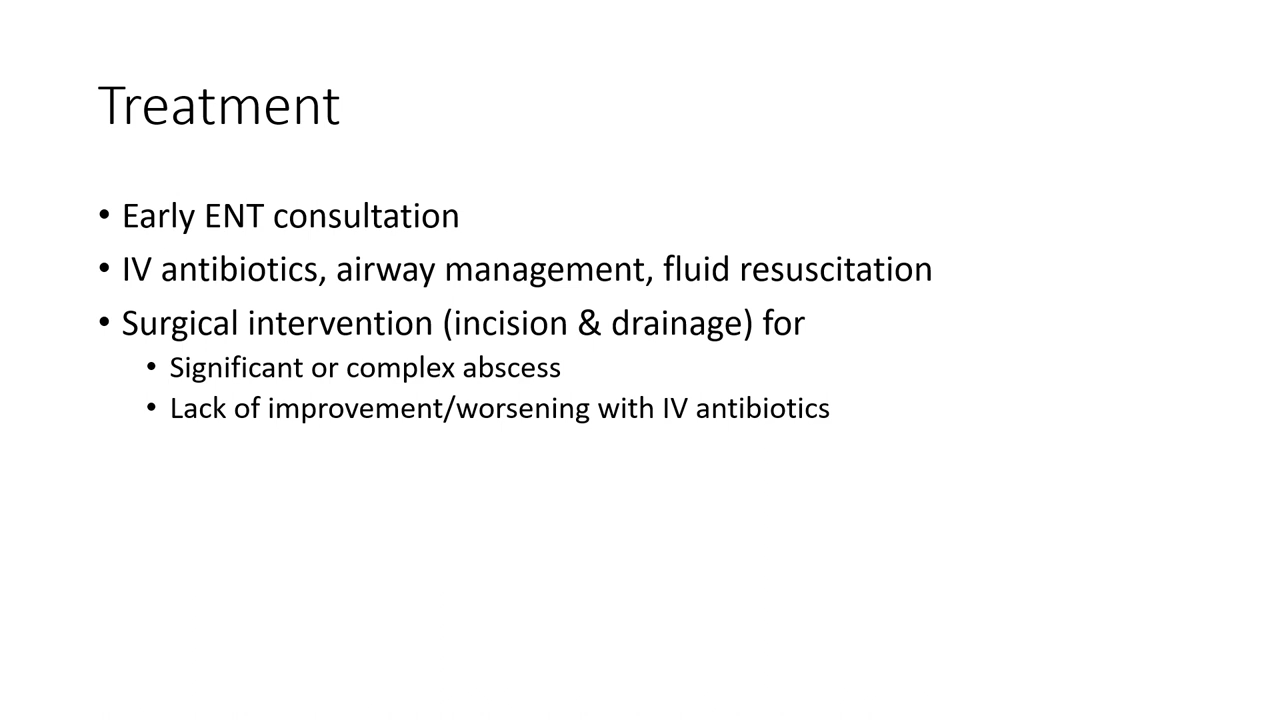 Treatment
• Early ENT consultation
• IV antibiotics, airway management, fluid resuscitation
• Surgical intervention (incision & drainage) for
• Significant or complex abscess
• Lack of improvement/worsening with IV antibiotics